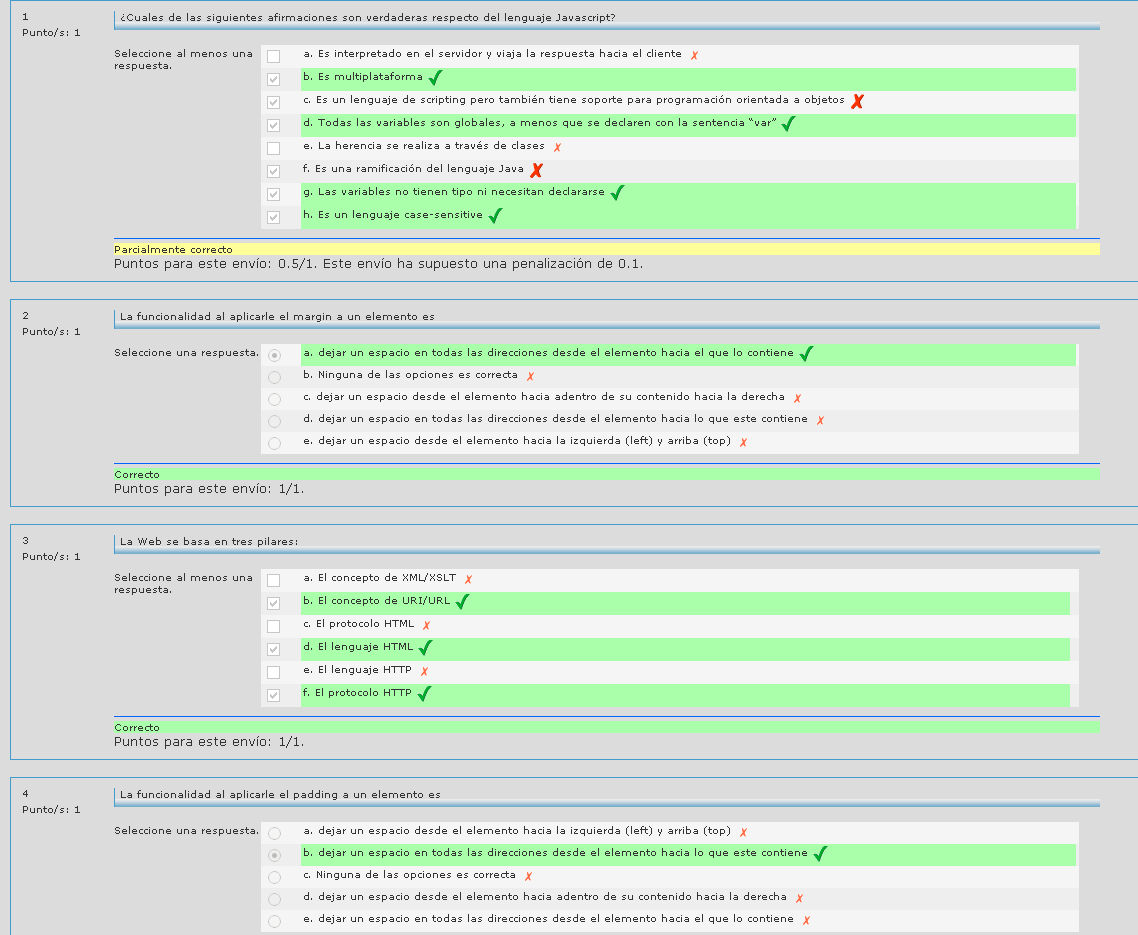 1
Punto/s: 1
¿Cuales de las siguientes afirmaciones son verdaderas respecto del lenguaje Javascript?
Seleccione al menos una
respuesta.
a. Es interpretado en el servidor y viaja la respuesta hacia el cliente
b. Es multiplataforma
c. Es un lenguaje de scripting pero también tiene soporte para programación orientada a objetos
d. Todas las variables son globales, a menos que se declaren con la sentencia “var”
e. La herencia se realiza a través de clases
f. Es una ramificación del lenguaje Java
g. Las variables no tienen tipo ni necesitan declararse
h. Es un lenguaje case-sensitive
Parcialmente correcto
Puntos para este envío: 0.5/1. Este envío ha supuesto una penalización de 0.1.
2
Punto/s: 1
La funcionalidad al aplicarle el margin a un elemento es
Seleccione una respuesta.
a. dejar un espacio en todas las direcciones desde el elemento hacia el que lo contiene
b. Ninguna de las opciones es correcta
c. dejar un espacio desde el elemento hacia adentro de su contenido hacia la derecha
d. dejar un espacio en todas las direcciones desde el elemento hacia lo que este contiene
e. dejar un espacio desde el elemento hacia la izquierda (left) y arriba (top)
Correcto
Puntos para este envío: 1/1.
3
Punto/s: 1
La Web se basa en tres pilares:
Seleccione al menos una
respuesta.
a. El concepto de XML/XSLT
b. El concepto de URI/URL
c. El protocolo HTML
d. El lenguaje HTML
e. El lenguaje HTTP
f. El protocolo HTTP
Correcto
Puntos para este envío: 1/1.
4
Punto/s: 1
La funcionalidad al aplicarle el padding a un elemento es
Seleccione una respuesta.
a. dejar un espacio desde el elemento hacia la izquierda (left) y arriba (top)
b. dejar un espacio en todas las direcciones desde el elemento hacia lo que este contiene
c. Ninguna de las opciones es correcta
d. dejar un espacio desde el elemento hacia adentro de su contenido hacia la derecha
e. dejar un espacio en todas las direcciones desde el elemento hacia el que lo contiene